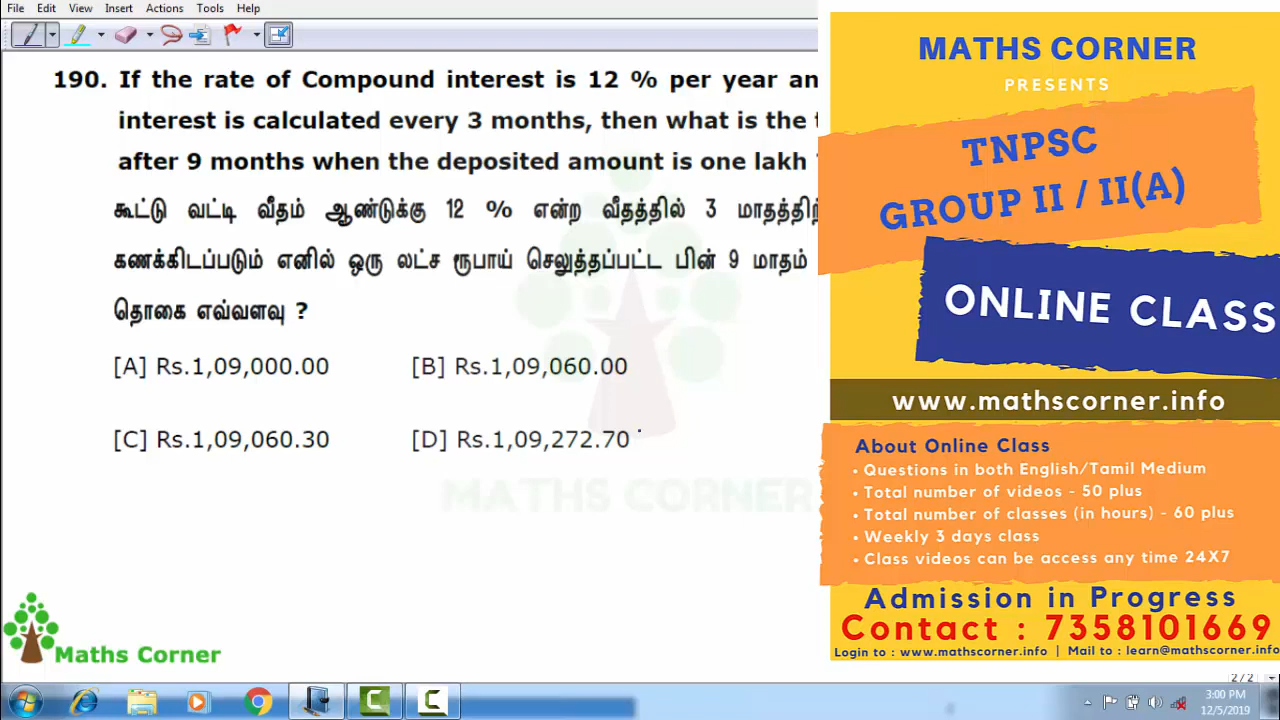 File Edit View Insert Actions Tools Help
190. If the rate of Compound interest is 12 % per year an
interest is calculated every 3 months, then what is the
after 9 months when the deposited amount is one lakh
கூட்டு வட்டி வீதம் ஆண்டுக்கு 12 % என்ற வீதத்தில் 3
கணக்கிடப்படும் எனில் ஒரு லட்ச ரூபாய் செலுத்தப்பட்ட பின் 9 மாதம்
தொகை எவ்வளவு ?
[A] Rs.1,09,000.00 [B] Rs.1,09,060.00
[C] Rs.1,09,060.30 [D] Rs.1,09,272.70
MATHS CORNER
Maths Corner
MATHS CORNER
PRESENTS
TNPSC
GROUP II / II(A)
ONLINE CLASS
www.mathscorner.info
About Online Class
• Questions in both English/Tamil Medium
• Total number of videos - 50 plus
• Total number of classes (in hours) - 60 plus
• Weekly 3 days class
• Class videos can be access any time 24X7
Admission in Progress
Contact : 7358101669
Login to : www.mathscorner.info | Mail to : learn@mathscorner.info
2/2
3:00 PM
12/5/2019